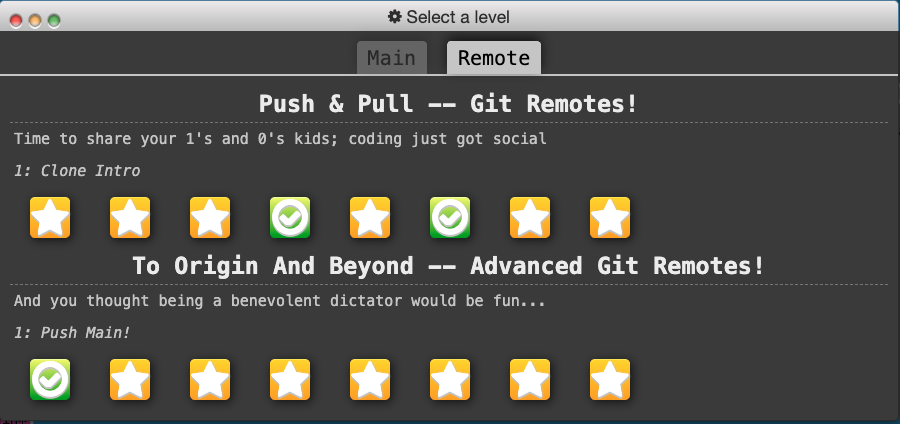 Select a level
Main Remote
Push & Pull -- Git Remotes!
Time to share your 1's and 0's kids; coding just got social
1: Clone Intro
To Origin And Beyond -- Advanced Git Remotes!
And you thought being a benevolent dictator would be fun...
1: Push Main!